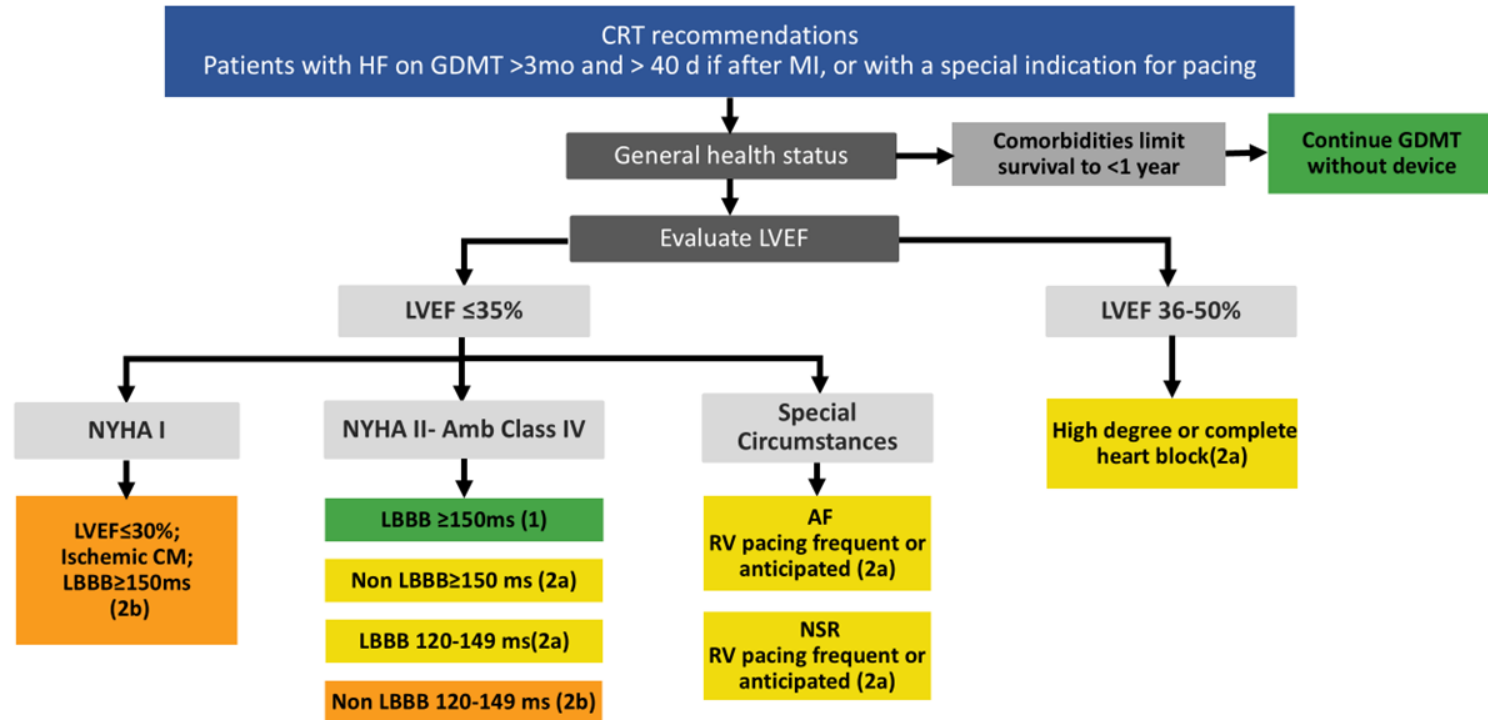 CRT recommendations
Patients with HF on GDMT >3mo and > 40 d if after MI, or with a special indication for pacing
General health status
Comorbidities limit
survival to <1 year
Continue GDMT
without device
Evaluate LVEF
LVEF ≤35%
LVEF 36-50%
NYHA I
NYHA II- Amb Class IV
Special
Circumstances
High degree or complete
heart block(2a)
LVEF≤30%;
Ischemic CM;
LBBB≥150ms
(2b)
LBBB ≥150ms (1)
Non LBBB≥150 ms (2a)
LBBB 120-149 ms(2a)
Non LBBB 120-149 ms (2b)
AF
RV pacing frequent or
anticipated (2a)
NSR
RV pacing frequent or
anticipated (2a)